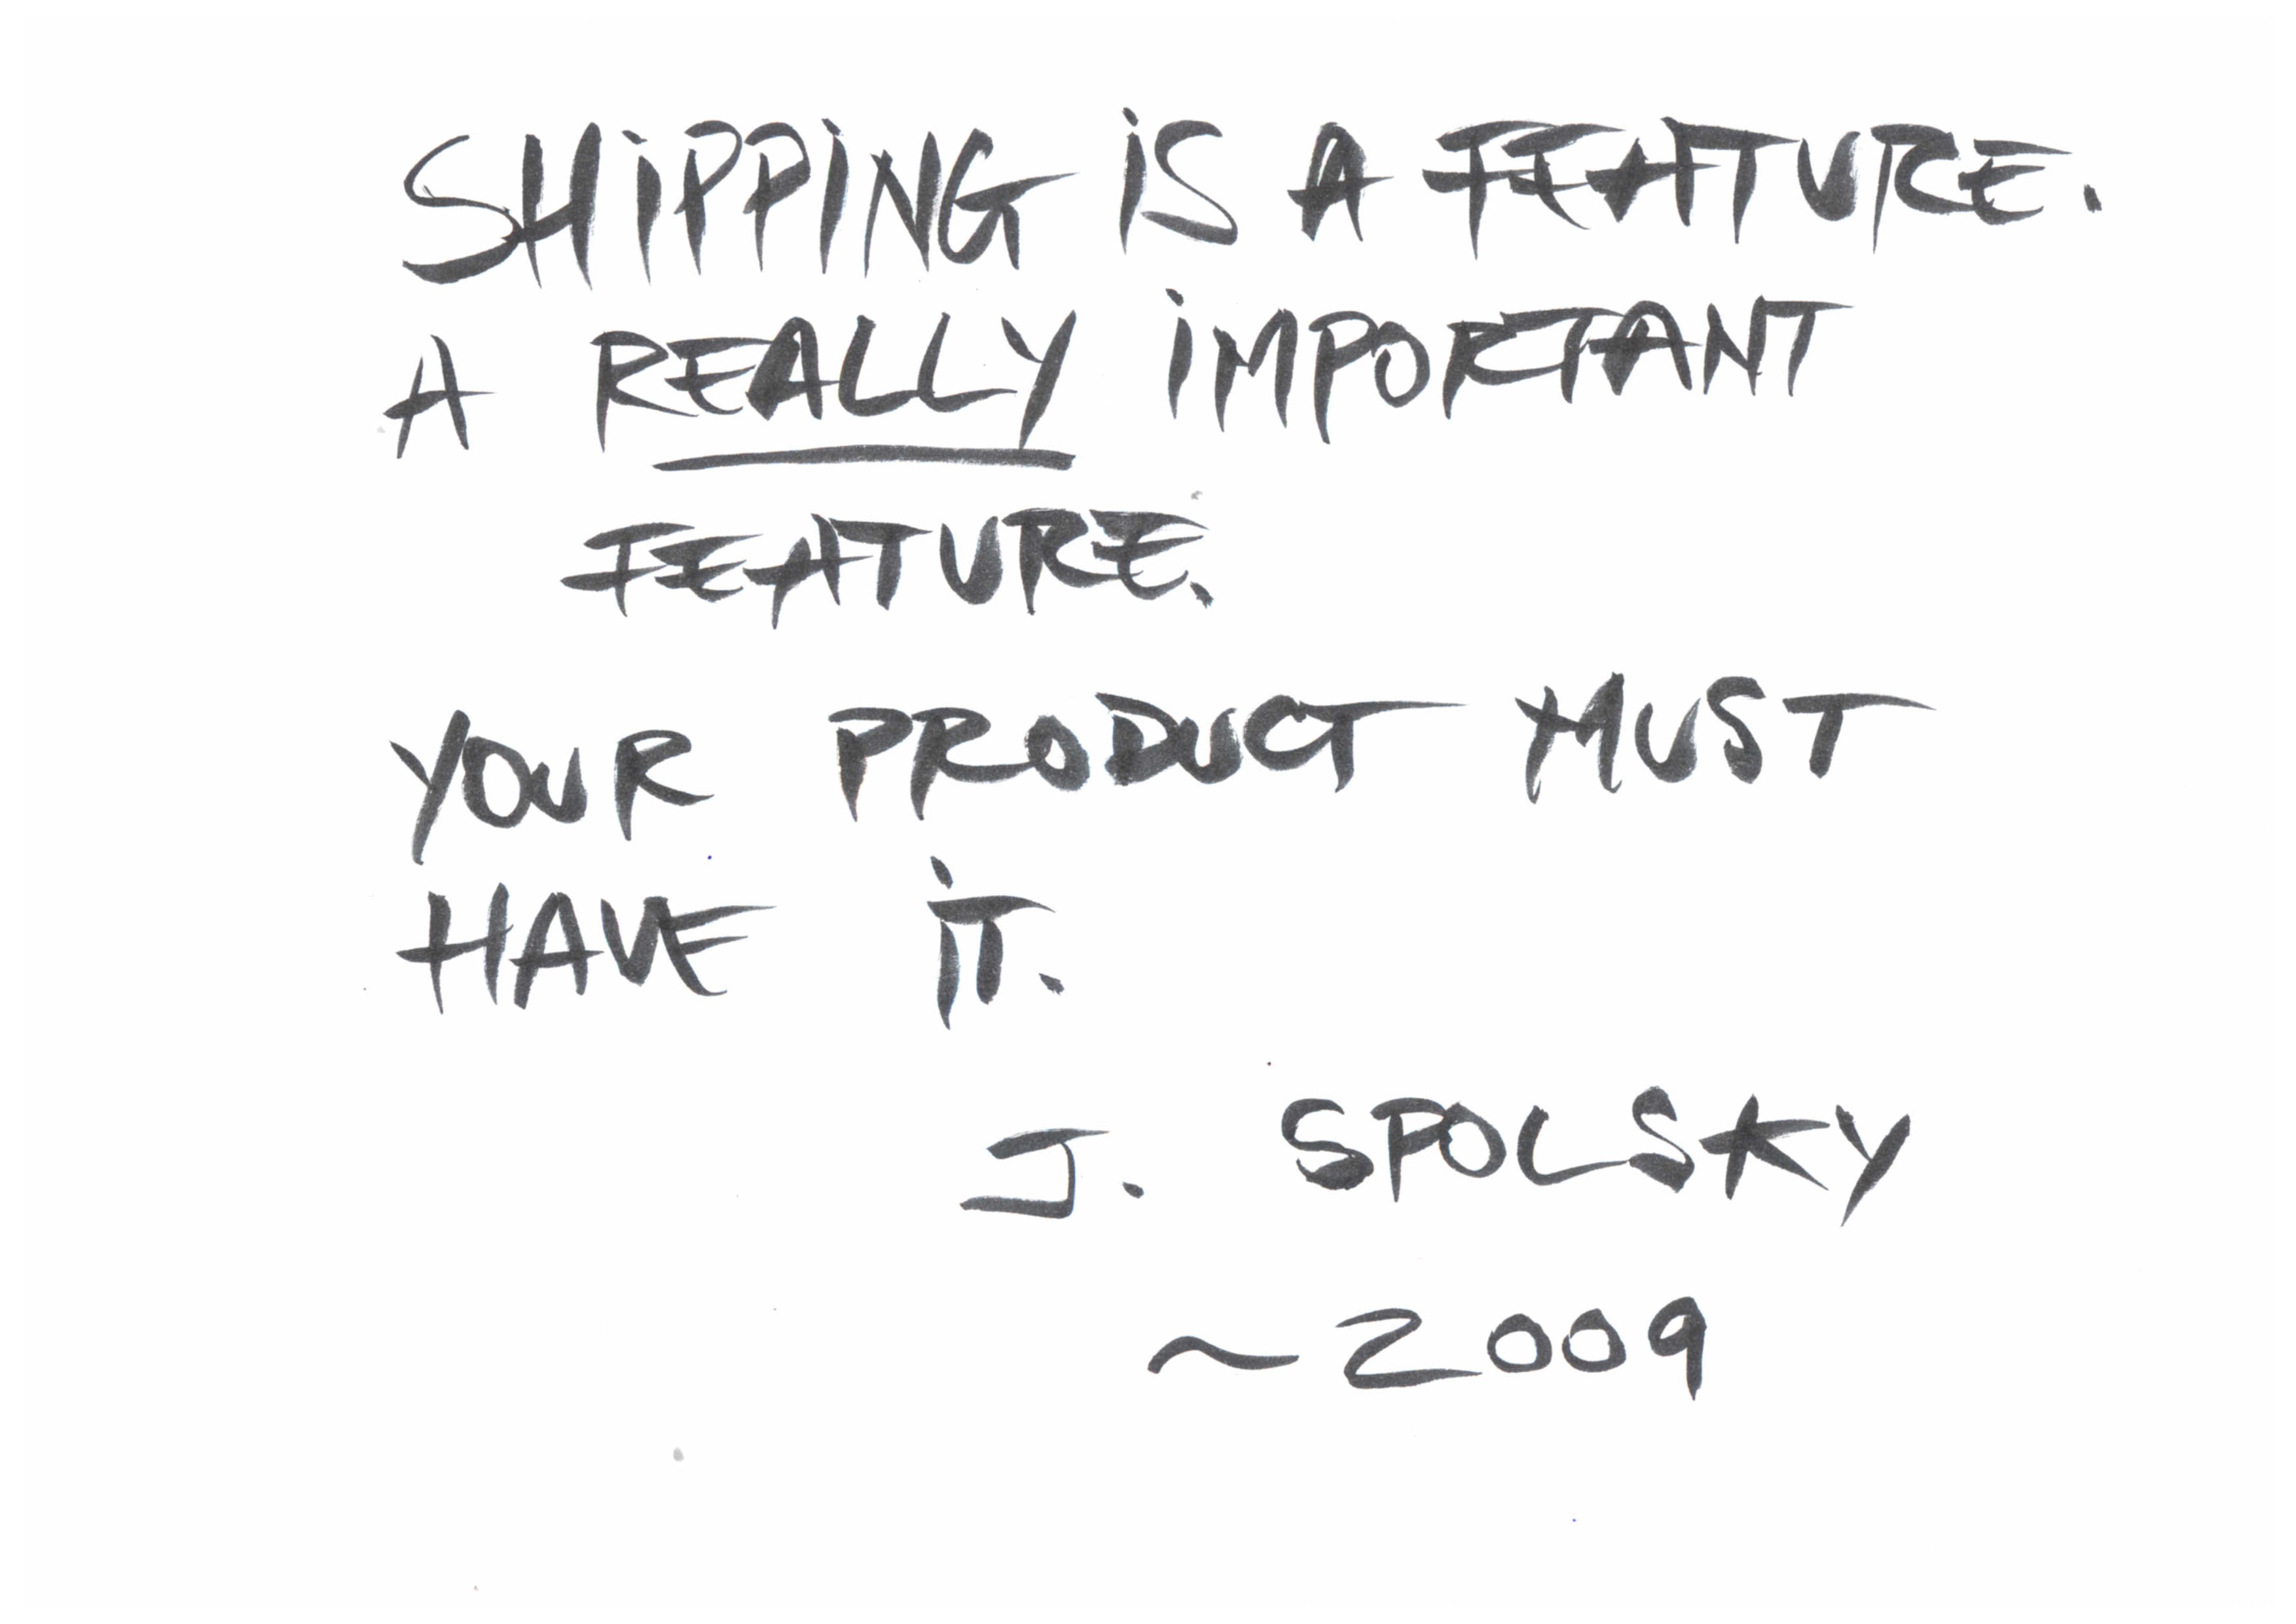 SHiPPiNG iS A FEATURE.
A REALLY iMPORTANT
FEATURE.
YOUR PRODUCT MUST
HAVE iT.
J. SPOLSKY
~2009